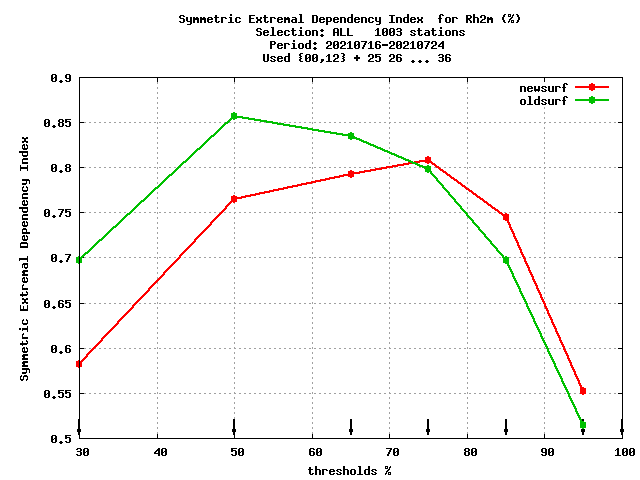 Symmetric Extremal Dependency Index  for Rh2m (%)
Selection: ALL   1003 stations
Period: 20210716-20210724
Used {00,12} + 25 26 ... 36
newsurf
oldsurf
Symmetric Extremal Dependency Index
0.9
0.85
0.8
0.75
0.7
0.65
0.6
0.55
0.5
30 40 50 60 70 80 90 100
thresholds %